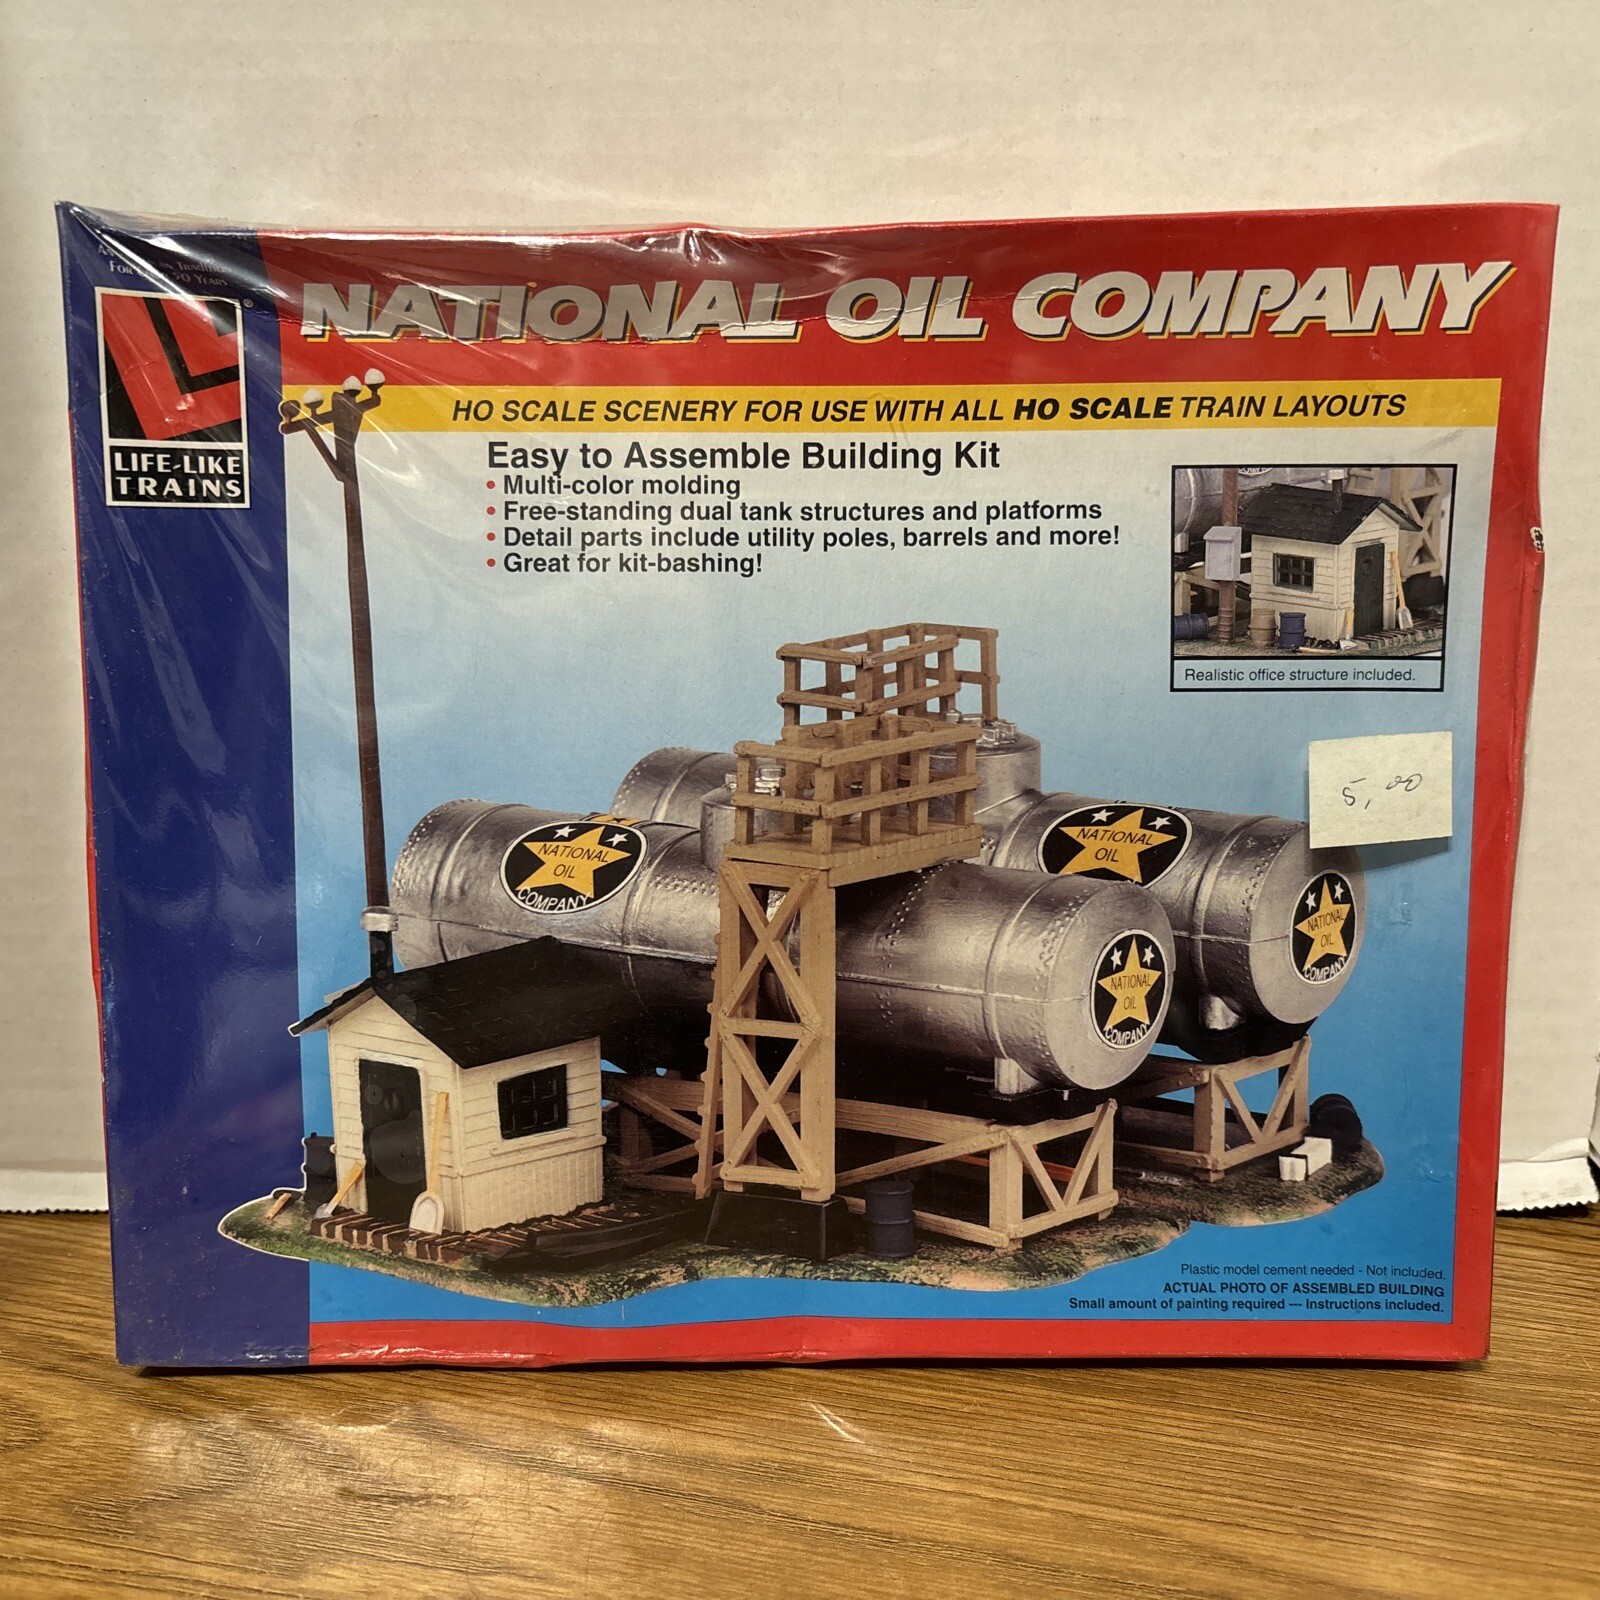 FOR OVER 70 YEARS
®
LIFE-LIKE
TRAINS
NATIONAL OIL COMPANY
HO SCALE SCENERY FOR USE WITH ALL HO SCALE TRAIN LAYOUTS
Easy to Assemble Building Kit
• Multi-color molding
• Free-standing dual tank structures and platforms
• Detail parts include utility poles, barrels and more!
• Great for kit-bashing!
Realistic office structure included.
5,00
NATIONAL
OIL
COMPANY
NATIONAL
OIL
NATIONAL
OIL
COMPANY
NATIONAL
OIL
COMPANY
Plastic model cement needed - Not included.
ACTUAL PHOTO OF ASSEMBLED BUILDING
Small amount of painting required — Instructions included.